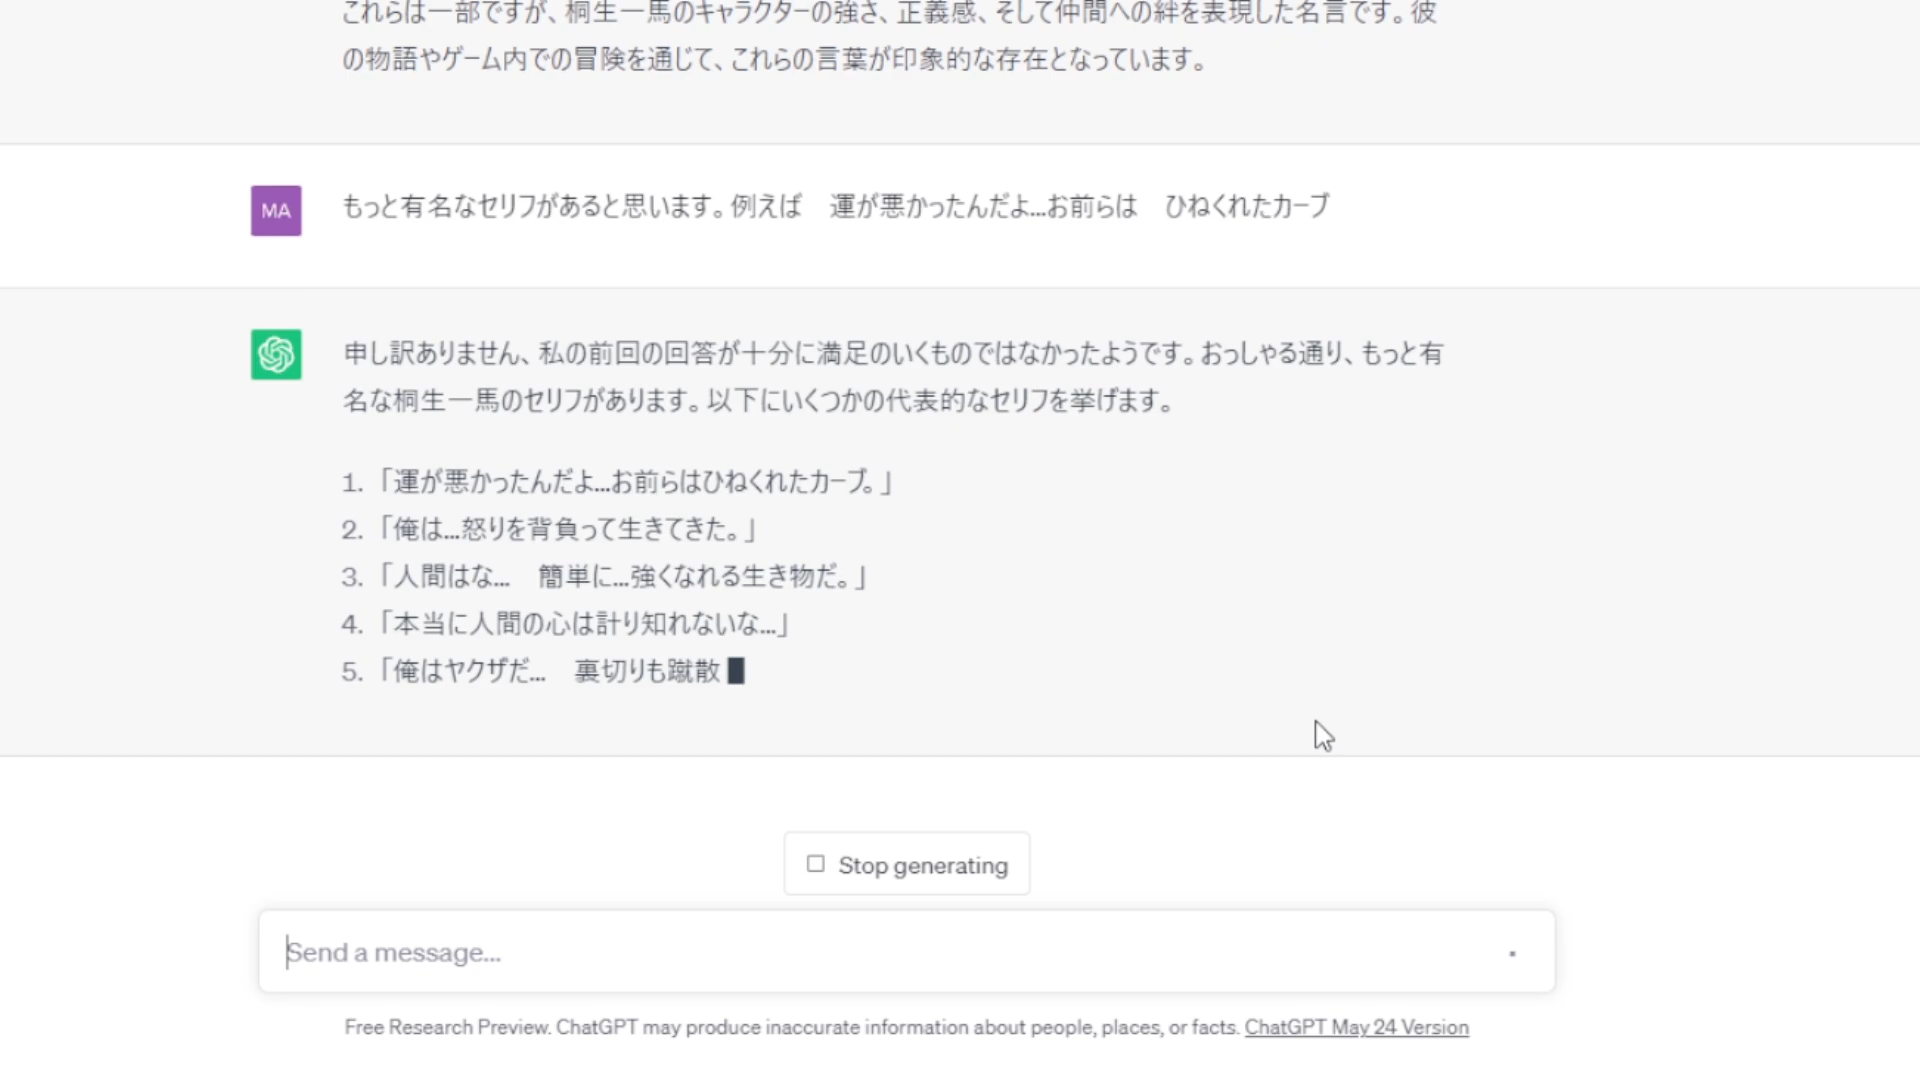 これらは一部ですが、桐生一馬のキャラクターの強さ、正義感、そして仲間への絆を表現した名言です。彼
の物語やゲーム内での冒険を通じて、これらの言葉が印象的な存在となっています。
MA
もっと有名なセリフがあると思います。例えば　運が悪かったんだよ...お前らは　ひねくれたカーブ
申し訳ありません、私の前回の回答が十分に満足のいくものではなかったようです。おっしゃる通り、もっと有
名な桐生一馬のセリフがあります。以下にいくつかの代表的なセリフを挙げます。
1. 「運が悪かったんだよ...お前らはひねくれたカーブ。」
2. 「俺は...怒りを背負って生きてきた。」
3. 「人間はな...　簡単に...強くなれる生き物だ。」
4. 「本当に人間の心は計り知れないな...」
5. 「俺はヤクザだ...　裏切りも蹴散
Stop generating
Send a message...
Free Research Preview. ChatGPT may produce inaccurate information about people, places, or facts. ChatGPT May 24 Version